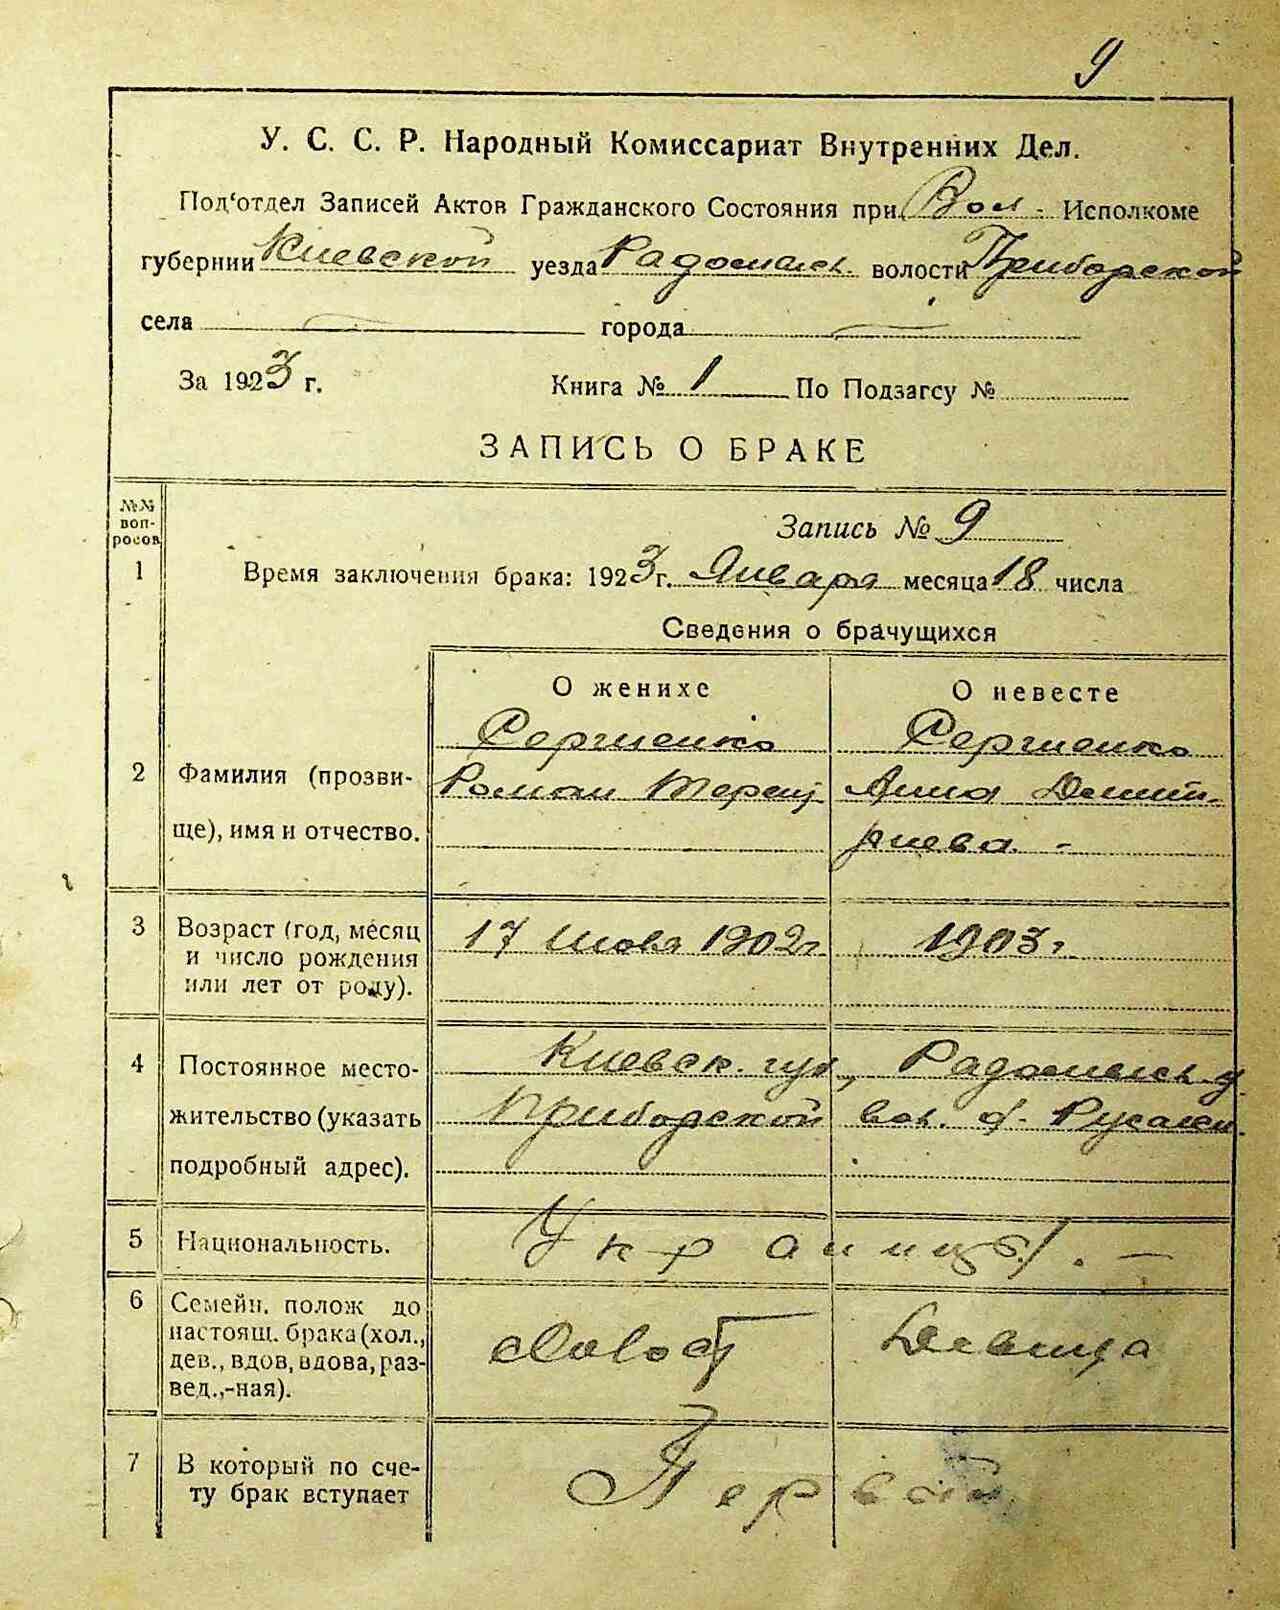 9
У. С. С. Р. Народный Комиссариат Внутренних Дел.
Под‘отдел Записей Актов Гражданского Состояния при Вол - Исполкоме
губернии Киевской уезда Радомысл. волости Приборской
села города
За 1923 г. Книга № 1 По Подзагсу №
ЗАПИСЬ О БРАКЕ
№№ воп-росов
Запись № 9
1 Время заключения брака: 1923 г. Января месяца 18 числа
Сведения о брачущихся
О женихе О невесте
Сергиенко Сергиенко
2 Фамилия (прозви- Роман Терен Анна Дмит-
ще), имя и отчество. риева -
3 Возраст (год, месяц 17 1902 г 1903 г
и число рождения
или лет от роду).
4 Постоянное место- Киевск. губ, Радомысл у.
жительство (указать Приборской вол. с.
подробный адрес).
5 Национальность. Украинцы. -
6 Семейн. полож до
настоящ. брака (хол., Холост Девица
дев., вдов, вдова, раз-
вед.,-ная).
7 В который по сче- Первый
ту брак вступает